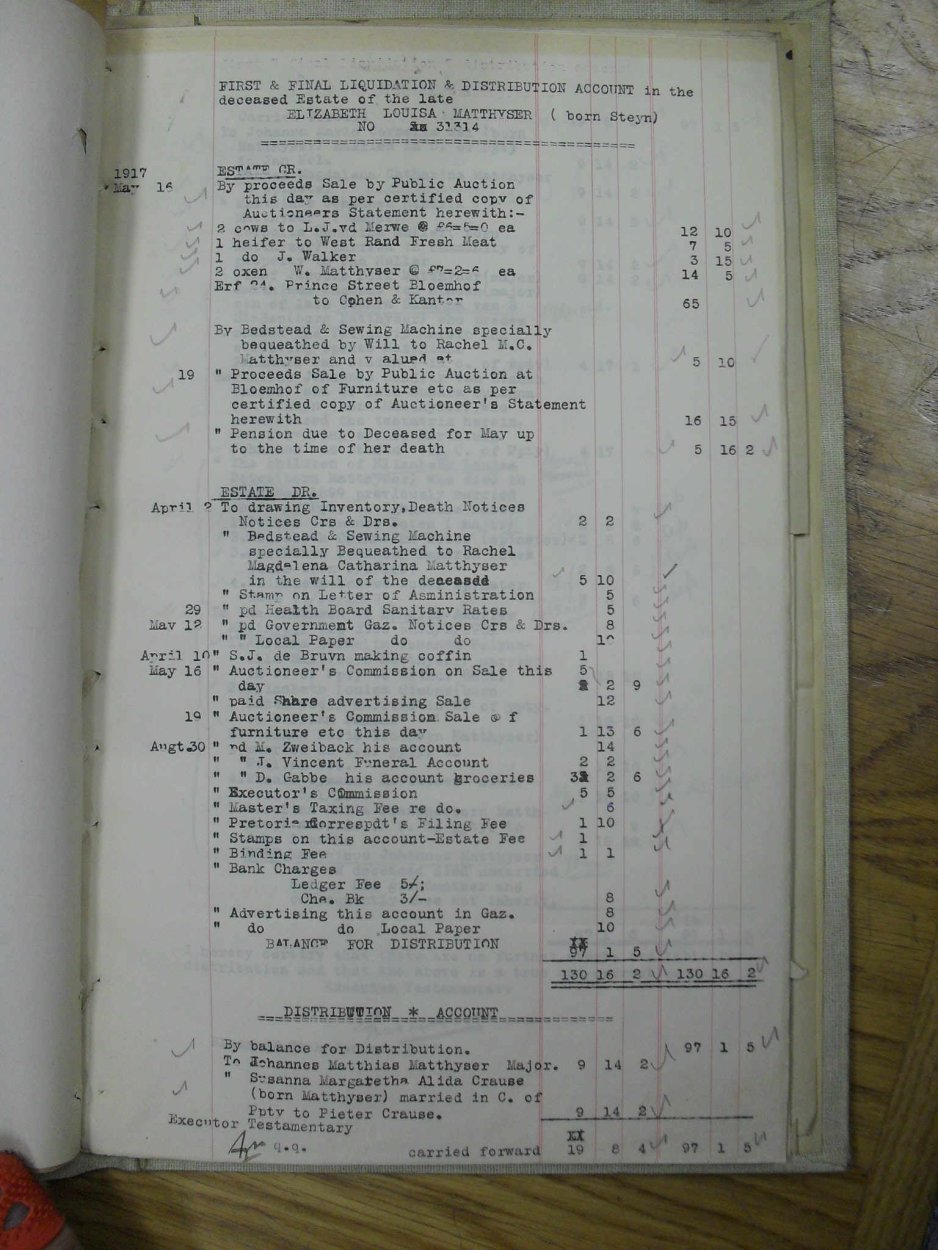 FIRST & FINAL LIQUIDATION & DISTRIBUTION ACCOUNT in the
deceased Estate of the late
ELIZABETH LOUISA MATTHYSER ( born Steyn)
NO 31314
1917
ESTATE CR.
May 16 By proceeds Sale by Public Auction
this day as per certified copy of
Auctioneers Statement herewith:-
2 cows to L.J.vd Merwe @ £6=5=0 ea 12 10
1 heifer to West Rand Fresh Meat 7 5
1 do J. Walker 3 15
2 oxen W. Matthyser @ £7=2=6 ea 14 5
Erf 24. Prince Street Bloemhof
to Cohen & Kantor 65
By Bedstead & Sewing Machine specially
bequeathed by Will to Rachel M.C.
Matthyser and v alued at 5 10
19 " Proceeds Sale by Public Auction at
Bloemhof of Furniture etc as per
certified copy of Auctioneer's Statement
herewith 16 15
" Pension due to Deceased for May up
to the time of her death 5 16 2
ESTATE DR.
April 2 To drawing Inventory,Death Notices
Notices Crs & Drs. 2 2
" Bedstead & Sewing Machine
specially Bequeathed to Rachel
Magdalena Catharina Matthyser
in the will of the deceased 5 10
" Stamp on Letter of Asministration 5
29 " pd Health Board Sanitary Rates 5
May 12 " pd Government Gaz. Notices Crs & Drs. 8
" " Local Paper do do 10
April 10 " S.J. de Bruyn making coffin 1
May 16 " Auctioneer's Commission on Sale this 5
day 2 9
" paid Share advertising Sale 12
19 " Auctioneer's Commission Sale @ f
furniture etc this day 1 13 6
Augt.30 " pd M. Zweiback his account 14
" " J. Vincent Funeral Account 2 2
" " D. Gabbe his account groceries 3 2 6
" Executor's Commission 5 5
" Master's Taxing Fee re do. 6
" Pretoria Correspdt's Filing Fee 1 10
" Stamps on this account-Estate Fee 1
" Binding Fee 1 1
" Bank Charges
Ledger Fee 5/-;
Che. Bk 3/- 8
" Advertising this account in Gaz. 8
" do do Local Paper 10
BALANCE FOR DISTRIBUTION 97 1 5
130 16 2 130 16 2
DISTRIBUTION * ACCOUNT
By balance for Distribution. 97 1 5
To Johannes Matthias Matthyser Major. 9 14 2
" Susanna Margaretha Alida Crause
(born Matthyser) married in C. of
Ppty to Pieter Crause. 9 14 2
Executor Testamentary
q.q. carried forward 19 8 4 97 1 5